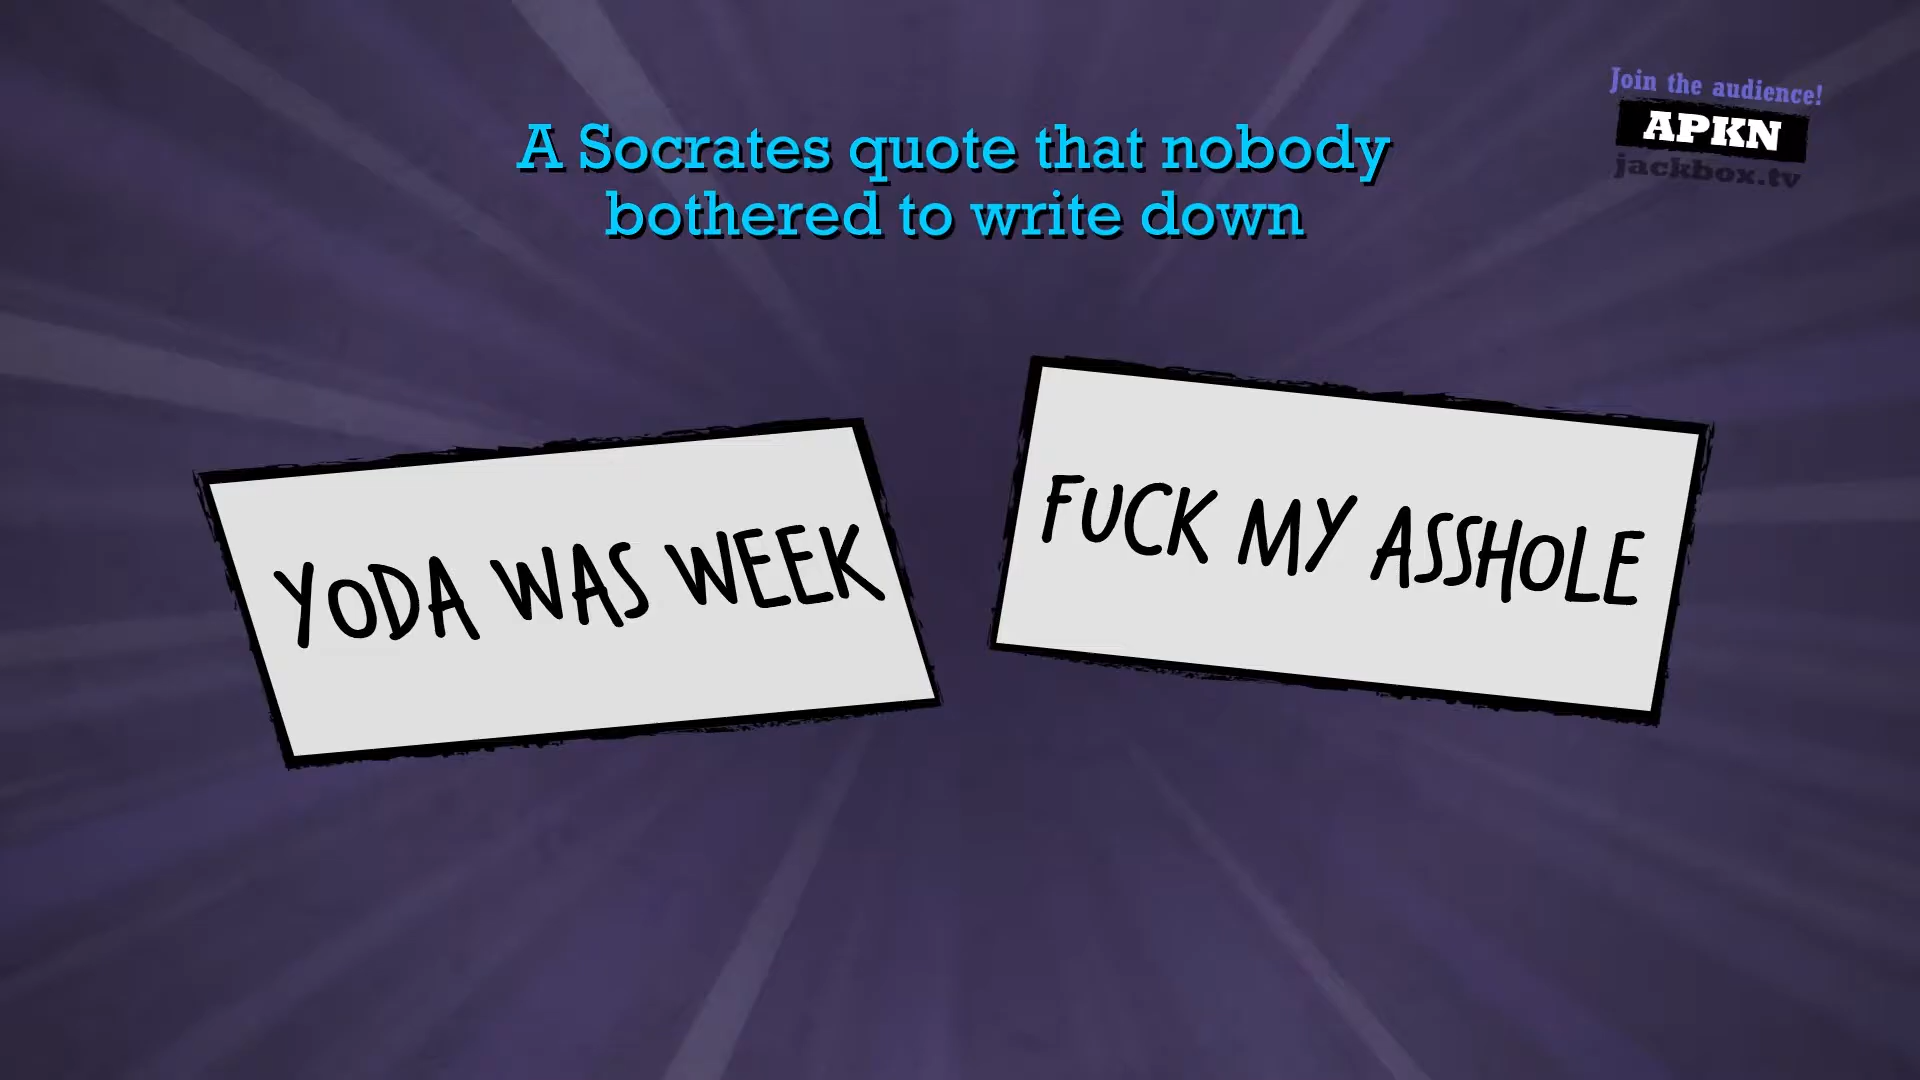 A Socrates quote that nobody
bothered to write down
Join the audience!
APKN
jackbox.tv
YODA WAS WEEK
FUCK MY ASSHOLE